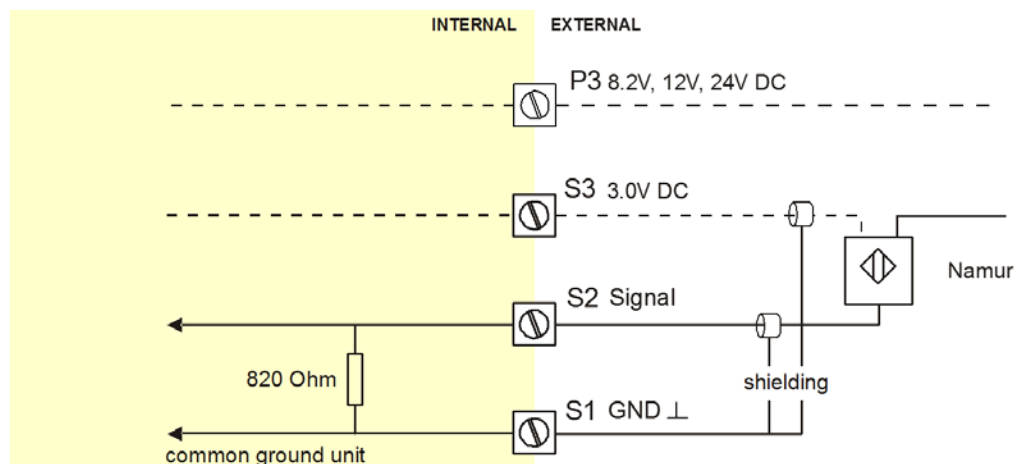 INTERNAL EXTERNAL
P3 8.2V, 12V, 24V DC
S3 3.0V DC
Namur
S2 Signal
820 Ohm
shielding
S1 GND ⊥
common ground unit